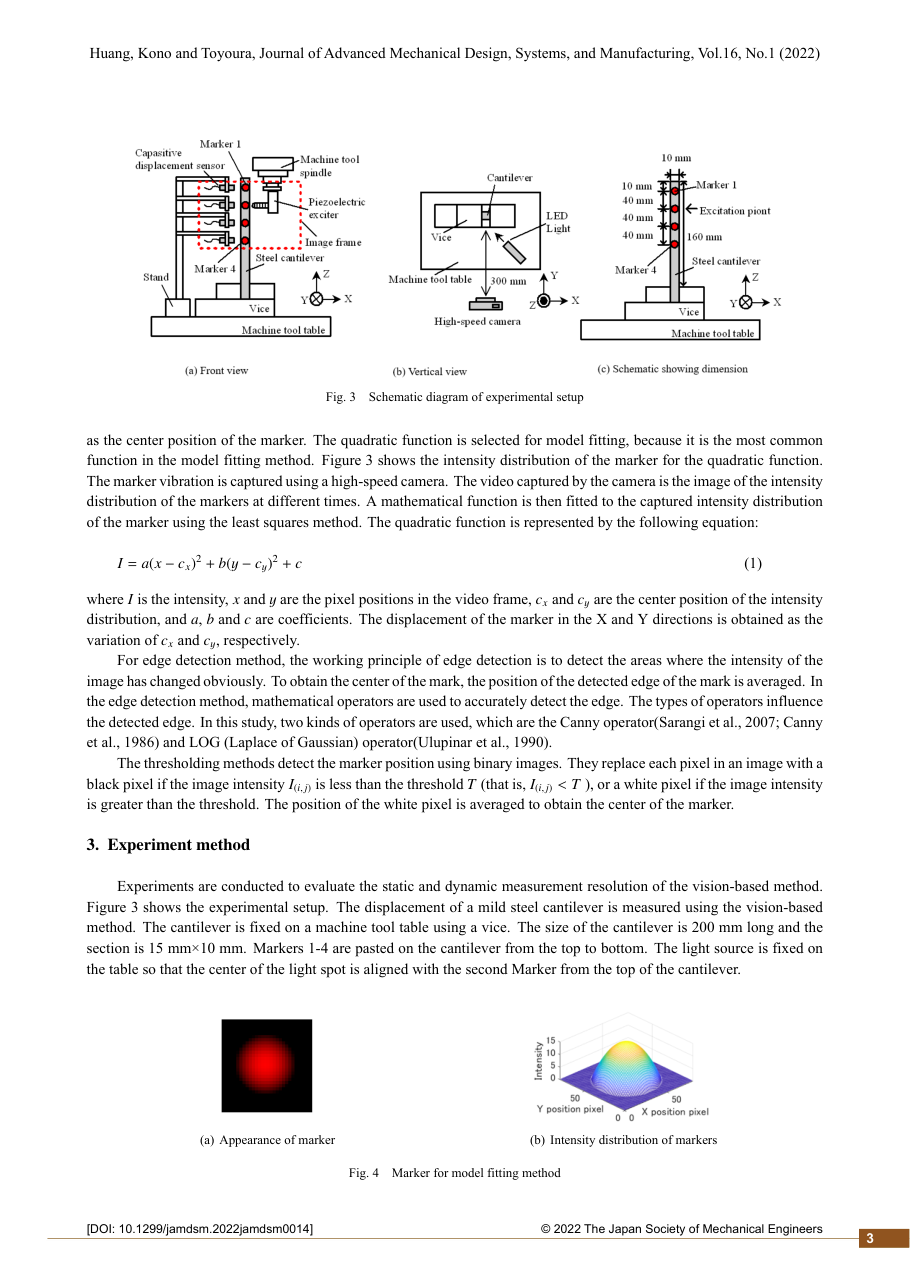 Huang, Kono and Toyoura, Journal of Advanced Mechanical Design, Systems, and Manufacturing, Vol.16, No.1 (2022)
Marker 1
Capasitive
displacement sensor
Machine tool
spindle
Piezoelectric
exciter
Image frame
Steel cantilever
Marker 4
Stand
Z
Y
X
Vice
Machine tool table
(a) Front view
Cantilever
LED
Light
Vice
Machine tool table
300 mm
Y
Z
X
High-speed camera
(b) Vertical view
10 mm
10 mm
Marker 1
40 mm
Excitation piont
40 mm
40 mm
160 mm
Steel cantilever
Marker 4
Z
Y
X
Vice
Machine tool table
(c) Schematic showing dimension
Fig. 3 Schematic diagram of experimental setup
as the center position of the marker. The quadratic function is selected for model fitting, because it is the most common
function in the model fitting method. Figure 3 shows the intensity distribution of the marker for the quadratic function.
The marker vibration is captured using a high-speed camera. The video captured by the camera is the image of the intensity
distribution of the markers at different times. A mathematical function is then fitted to the captured intensity distribution
of the marker using the least squares method. The quadratic function is represented by the following equation:
I = a(x − cₓ)² + b(y − c_y)² + c (1)
where I is the intensity, x and y are the pixel positions in the video frame, cₓ and c_y are the center position of the intensity
distribution, and a, b and c are coefficients. The displacement of the marker in the X and Y directions is obtained as the
variation of cₓ and c_y, respectively.
For edge detection method, the working principle of edge detection is to detect the areas where the intensity of the
image has changed obviously. To obtain the center of the mark, the position of the detected edge of the mark is averaged. In
the edge detection method, mathematical operators are used to accurately detect the edge. The types of operators influence
the detected edge. In this study, two kinds of operators are used, which are the Canny operator(Sarangi et al., 2007; Canny
et al., 1986) and LOG (Laplace of Gaussian) operator(Ulupinar et al., 1990).
The thresholding methods detect the marker position using binary images. They replace each pixel in an image with a
black pixel if the image intensity I(i,j) is less than the threshold T (that is, I(i,j) < T ), or a white pixel if the image intensity
is greater than the threshold. The position of the white pixel is averaged to obtain the center of the marker.
3. Experiment method
Experiments are conducted to evaluate the static and dynamic measurement resolution of the vision-based method.
Figure 3 shows the experimental setup. The displacement of a mild steel cantilever is measured using the vision-based
method. The cantilever is fixed on a machine tool table using a vice. The size of the cantilever is 200 mm long and the
section is 15 mm×10 mm. Markers 1-4 are pasted on the cantilever from the top to bottom. The light source is fixed on
the table so that the center of the light spot is aligned with the second Marker from the top of the cantilever.
Intensity
15
10
5
0
50
Y position pixel
0
0
50
X position pixel
(a) Appearance of marker
(b) Intensity distribution of markers
Fig. 4 Marker for model fitting method
[DOI: 10.1299/jamdsm.2022jamdsm0014]
© 2022 The Japan Society of Mechanical Engineers
3